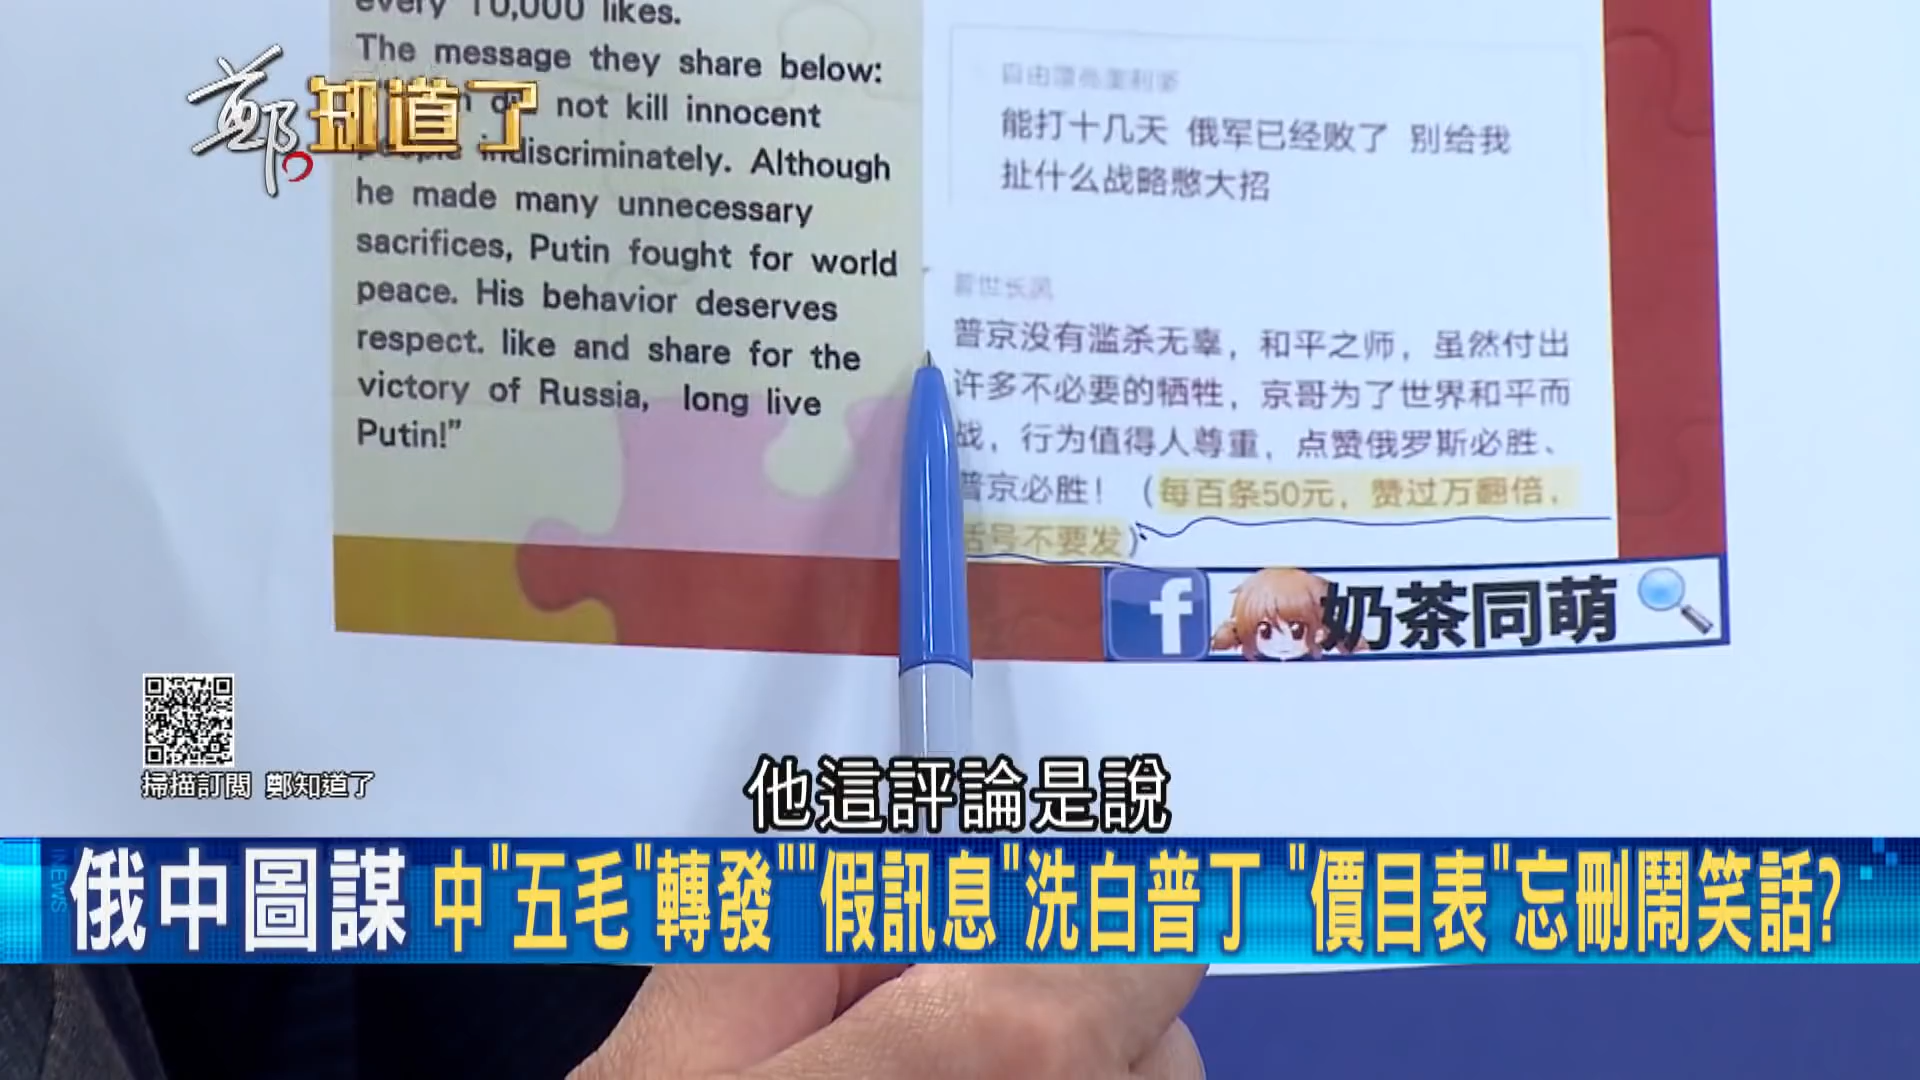 every 10,000 likes.
The message they share below:
not kill innocent
indiscriminately. Although
he made many unnecessary
sacrifices, Putin fought for world
peace. His behavior deserves
respect. like and share for the
victory of Russia, long live
Putin!”
鄭知道了
能打十几天 俄军已经败了 别给我
扯什么战略憋大招
普世长风
普京没有滥杀无辜，和平之师，虽然付出
许多不必要的牺牲，京哥为了世界和平而
战，行为值得人尊重，点赞俄罗斯必胜、
普京必胜！（每百条50元，赞过万翻倍，
括号不要发）
f 奶茶同萌
掃描訂閱 鄭知道了
他這評論是說
INEWS
俄中圖謀 中"五毛"轉發""假訊息"洗白普丁 "價目表"忘刪鬧笑話?